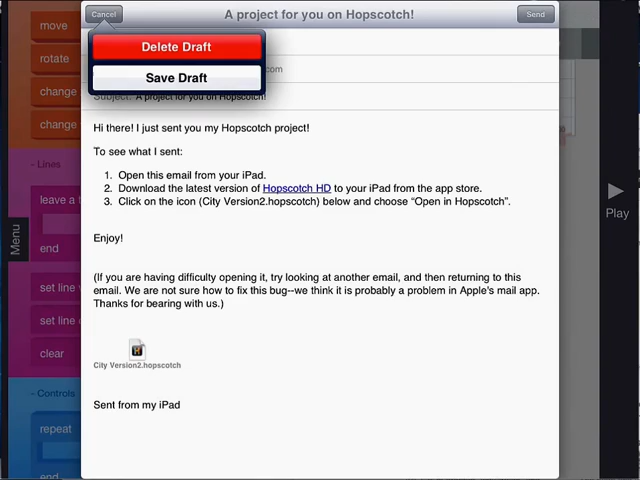 move
rotate
change
change
Lines
leave a t
end
set line
set line
clear
Controls
repeat
end
Menu
Play
Cancel
A project for you on Hopscotch!
Send
Delete Draft
Save Draft
com
Subject: A project for you on Hopscotch!
Hi there! I just sent you my Hopscotch project!
To see what I sent:
1. Open this email from your iPad.
2. Download the latest version of Hopscotch HD to your iPad from the app store.
3. Click on the icon (City Version2.hopscotch) below and choose “Open in Hopscotch”.
Enjoy!
(If you are having difficulty opening it, try looking at another email, and then returning to this
email. We are not sure how to fix this bug--we think it is probably a problem in Apple's mail app.
Thanks for bearing with us.)
H
City Version2.hopscotch
Sent from my iPad